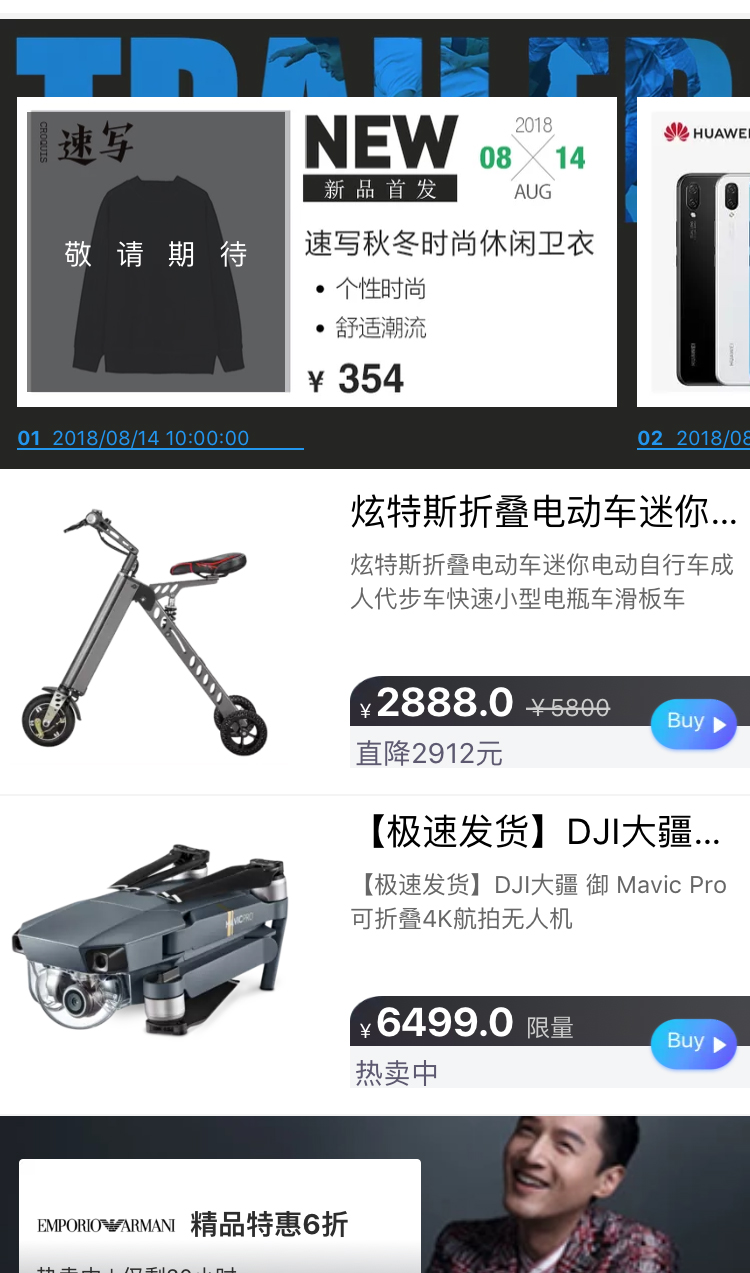 TRAILER
CROQUIS
速写
敬请期待
NEW
新品首发
2018
08 14
AUG
速写秋冬时尚休闲卫衣
• 个性时尚
• 舒适潮流
¥ 354
01 2018/08/14 10:00:00
HUAWEI
HUAWEI
HUAWEI
02 2018/08
炫特斯折叠电动车迷你...
炫特斯折叠电动车迷你电动自行车成
人代步车快速小型电瓶车滑板车
¥2888.0 ¥5800
直降2912元
Buy
【极速发货】DJI大疆...
【极速发货】DJI大疆 御 Mavic Pro
可折叠4K航拍无人机
MAVIC PRO
¥6499.0 限量
热卖中
Buy
EMPORIO ARMANI 精品特惠6折